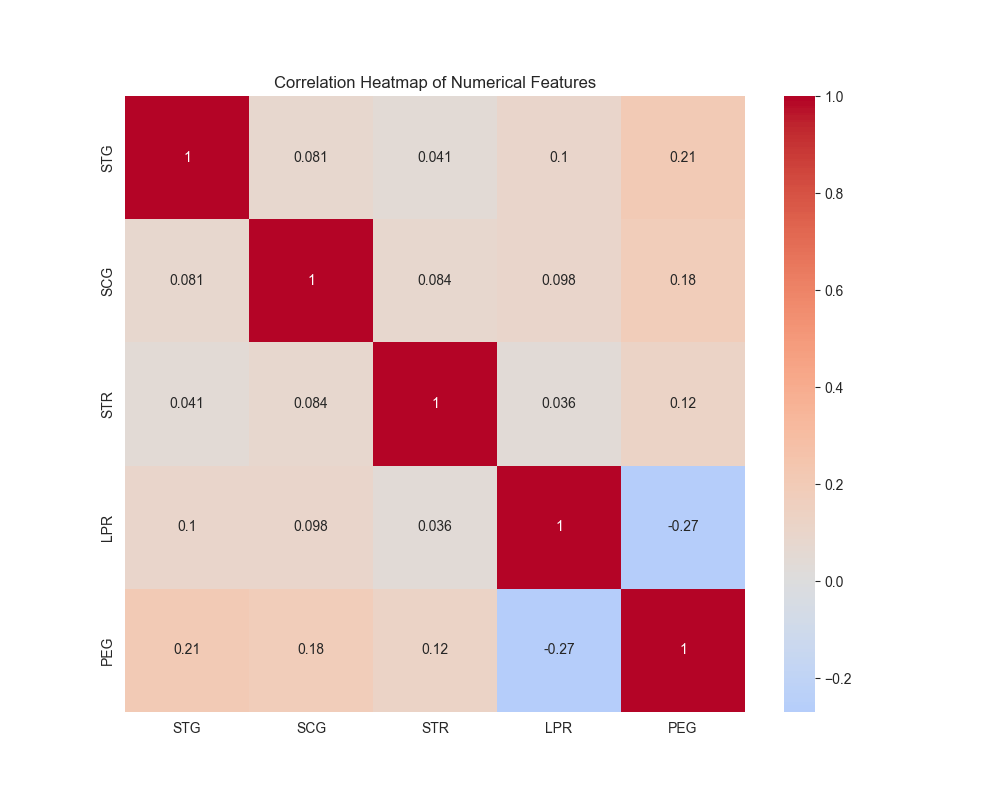 Correlation Heatmap of Numerical Features
STG 1 0.081 0.041 0.1 0.21
SCG 0.081 1 0.084 0.098 0.18
STR 0.041 0.084 1 0.036 0.12
LPR 0.1 0.098 0.036 1 -0.27
PEG 0.21 0.18 0.12 -0.27 1
STG SCG STR LPR PEG
1.0
0.8
0.6
0.4
0.2
0.0
−0.2